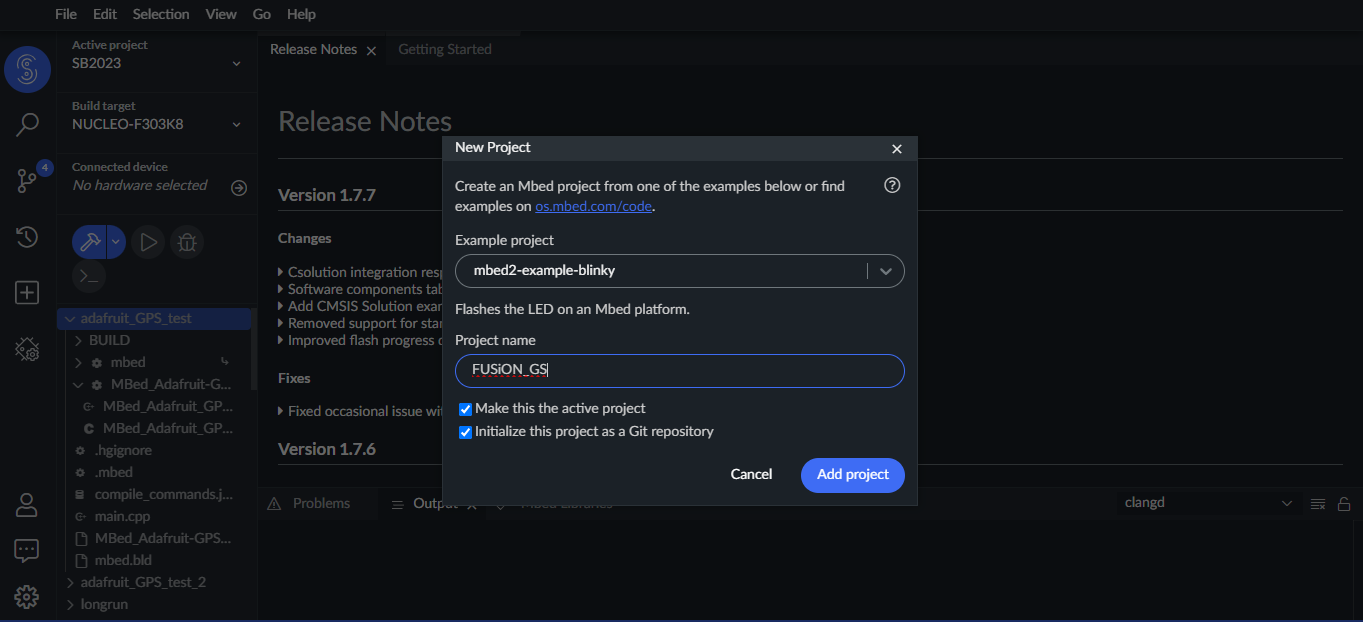 File Edit Selection View Go Help
Active project
SB2023
Build target
NUCLEO-F303K8
Connected device
No hardware selected
4
adafruit_GPS_test
BUILD
mbed
MBed_Adafruit-G...
MBed_Adafruit_GP...
MBed_Adafruit_GP...
.hgignore
.mbed
compile_commands.j...
main.cpp
MBed_Adafruit-GPS...
mbed.bld
adafruit_GPS_test_2
longrun
Release Notes Getting Started
Release Notes
Version 1.7.7
Changes
Csolution integration
Software components
Add CMSIS Solution
Removed support for
Improved flash progress
Fixes
Fixed occasional issue
Version 1.7.6
New Project
Create an Mbed project from one of the examples below or find
examples on os.mbed.com/code.
Example project
mbed2-example-blinky
Flashes the LED on an Mbed platform.
Project name
FUSiON_GS
Make this the active project
Initialize this project as a Git repository
Cancel Add project
Problems Output Mbed Libraries
clangd